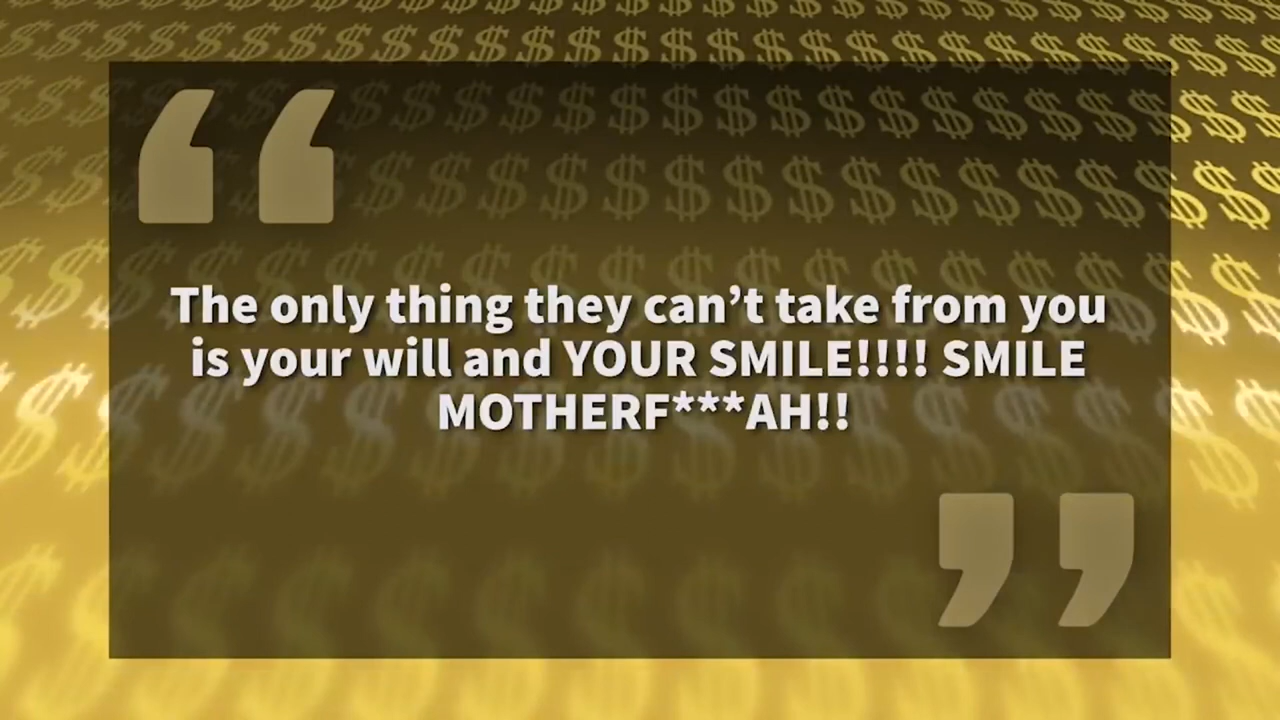 “
The only thing they can’t take from you
is your will and YOUR SMILE!!!! SMILE
MOTHERF***AH!!
”